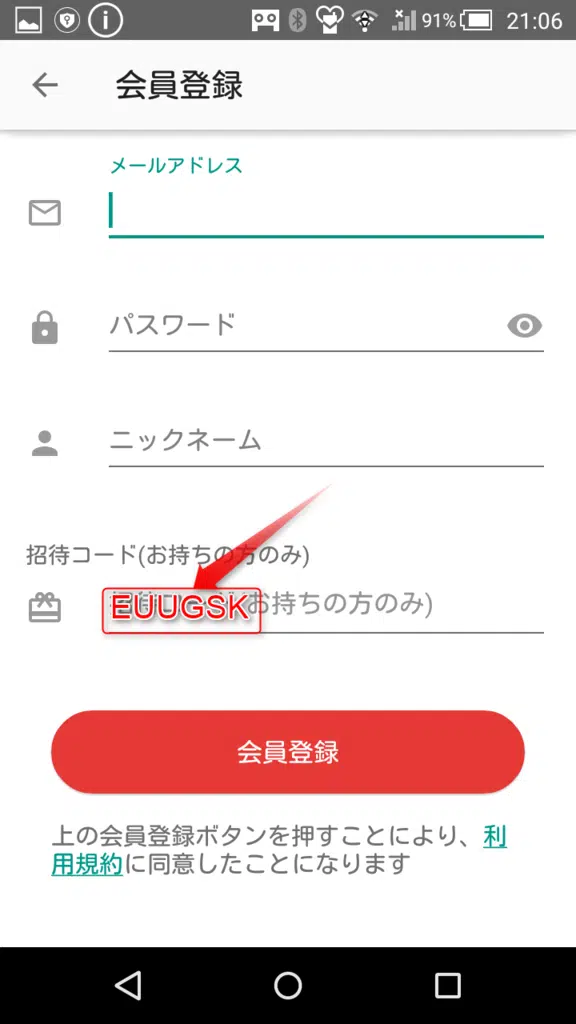 91% 21:06
会員登録
メールアドレス
パスワード
ニックネーム
招待コード(お持ちの方のみ)
EUUGSK
お持ちの方のみ)
会員登録
上の会員登録ボタンを押すことにより、利
用規約に同意したことになります